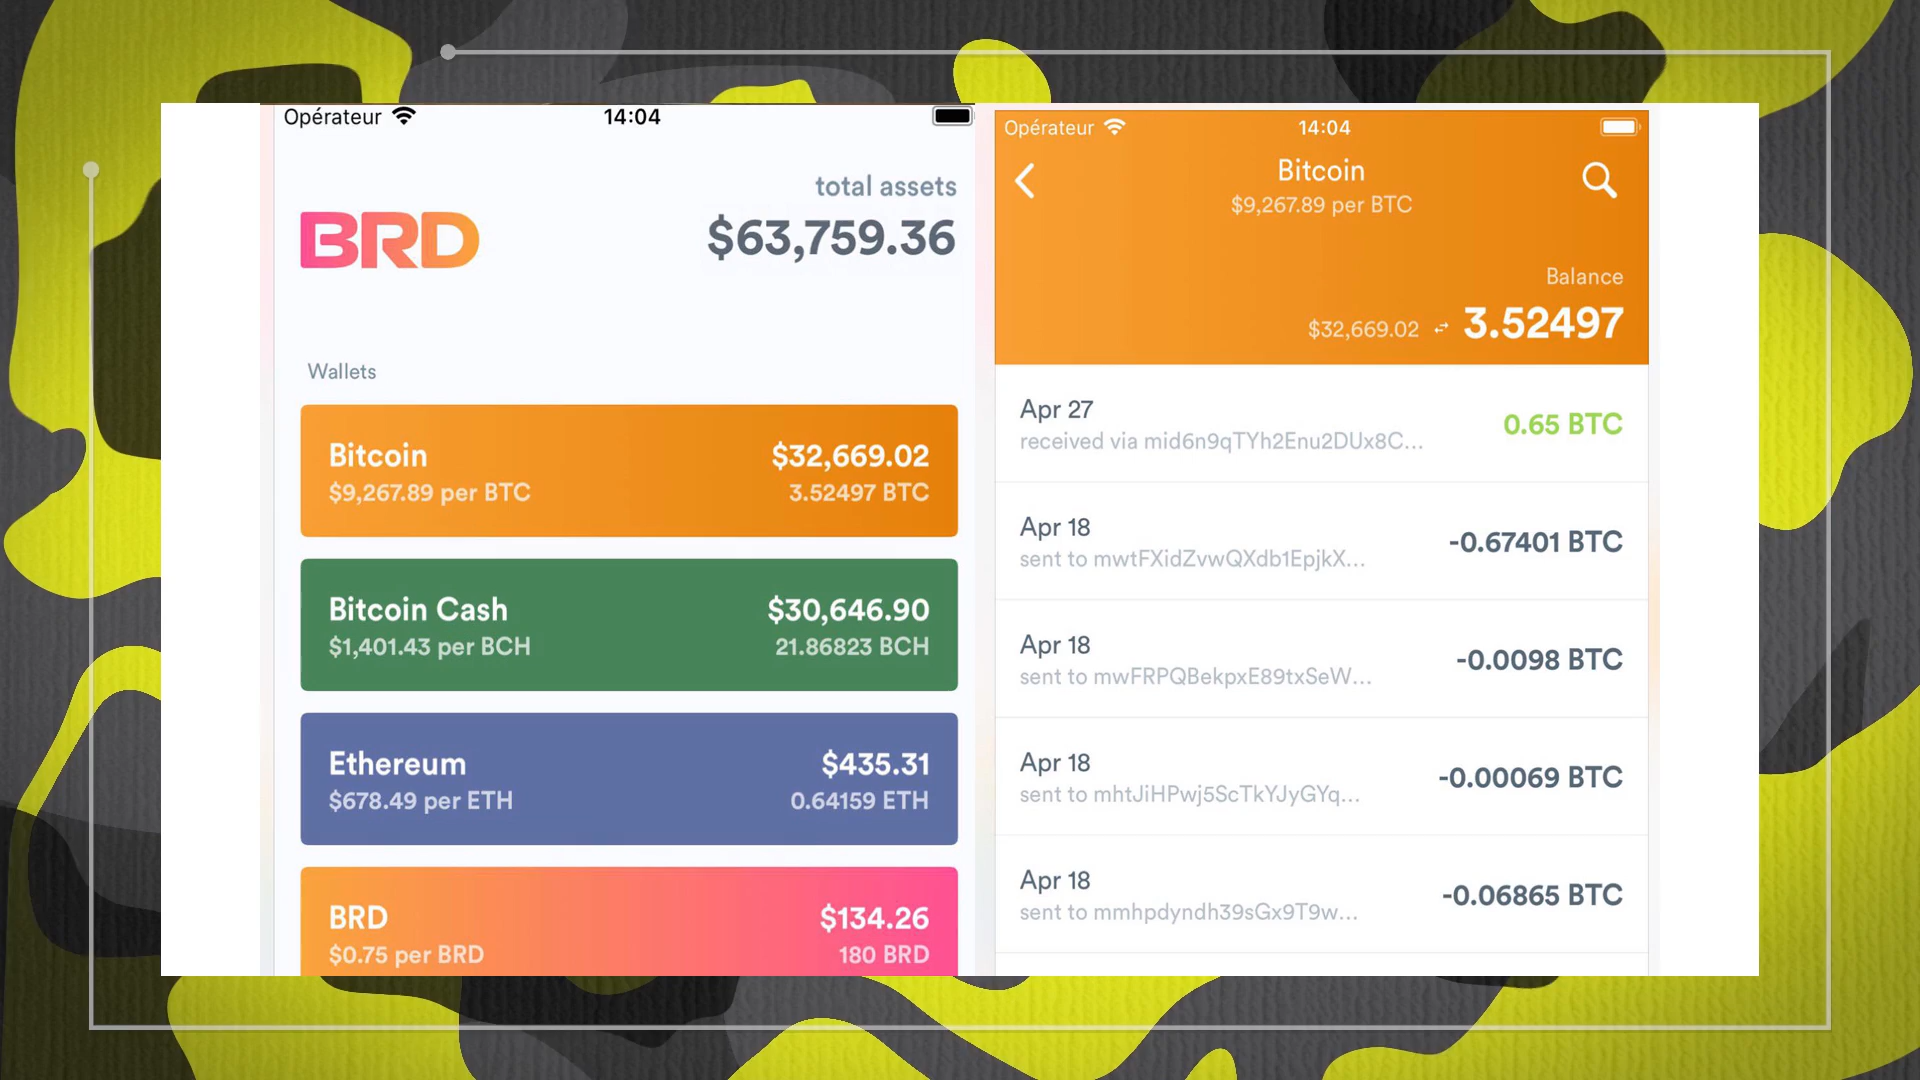 Opérateur 14:04
total assets
BRD $63,759.36
Wallets
Bitcoin $32,669.02
$9,267.89 per BTC 3.52497 BTC
Bitcoin Cash $30,646.90
$1,401.43 per BCH 21.86823 BCH
Ethereum $435.31
$678.49 per ETH 0.64159 ETH
BRD $134.26
$0.75 per BRD 180 BRD
Opérateur 14:04
Bitcoin
$9,267.89 per BTC
Balance
$32,669.02 3.52497
Apr 27 0.65 BTC
received via mid6n9qTYh2Enu2DUx8C...
Apr 18 -0.67401 BTC
sent to mwtFXidZvwQXdb1EpjkX...
Apr 18 -0.0098 BTC
sent to mwFRPQBekpxE89txSeW...
Apr 18 -0.00069 BTC
sent to mhtJiHPwj5ScTkYJyGYq...
Apr 18 -0.06865 BTC
sent to mmhpdyndh39sGx9T9w...